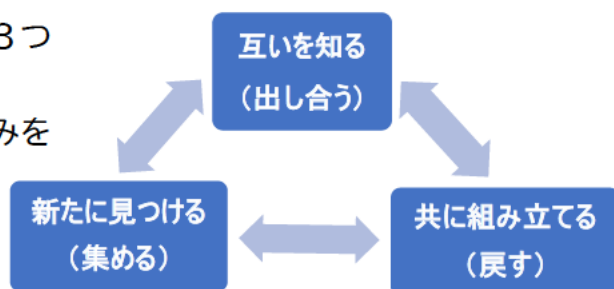 ３つ
みを
互いを知る
（出し合う）
新たに見つける
（集める）
共に組み立てる
（戻す）